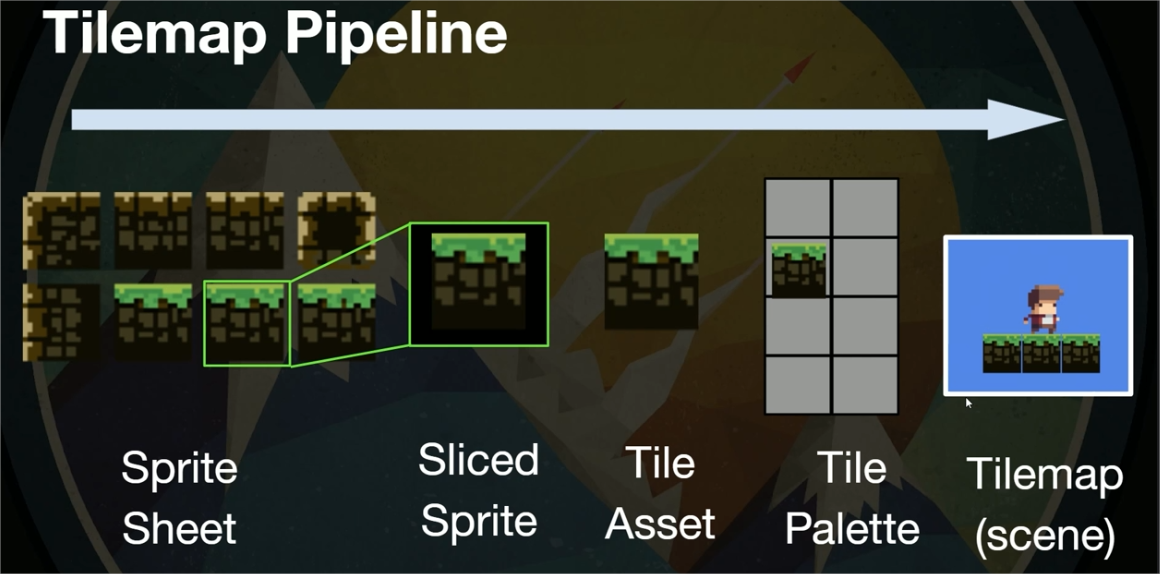 Tilemap Pipeline
Sprite
Sheet
Sliced
Sprite
Tile
Asset
Tile
Palette
Tilemap
(scene)